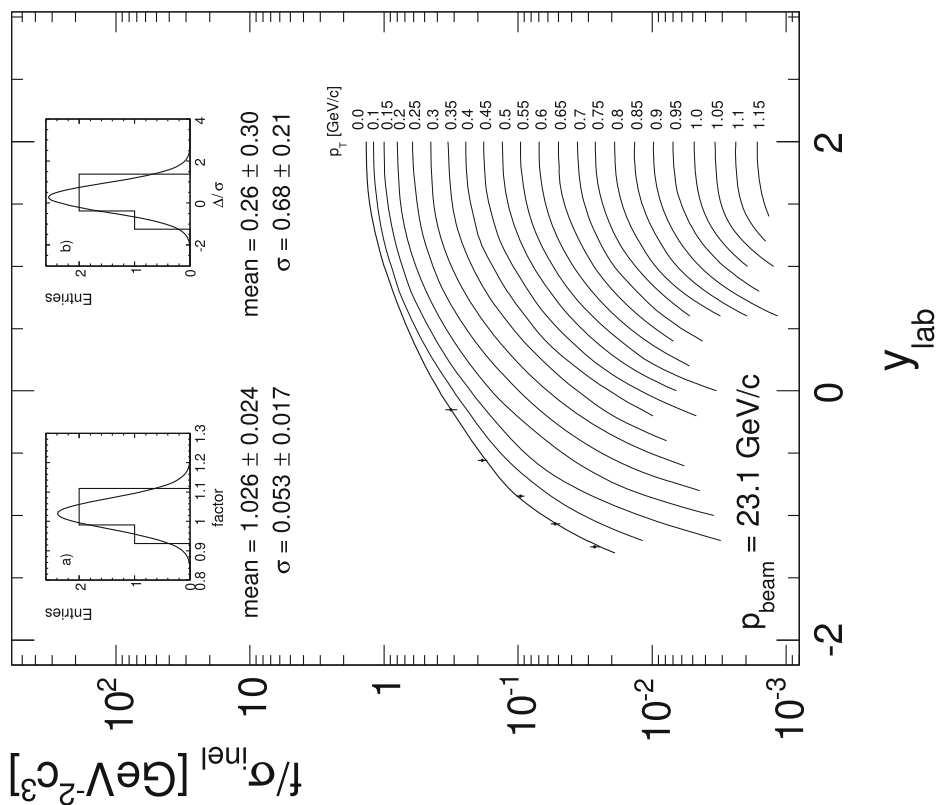 f/σ_inel [GeV⁻²c³]
10²
10
1
10⁻¹
10⁻²
10⁻³
-2
0
2
y_lab
p_beam = 23.1 GeV/c
a)
Entries
0
1
2
0.8 0.9 1 1.1 1.2 1.3
factor
mean = 1.026 ± 0.024
σ = 0.053 ± 0.017
b)
Entries
0
1
2
-2 0 2 4
Δ/σ
mean = 0.26 ± 0.30
σ = 0.68 ± 0.21
p_T [GeV/c]
0.0
0.1
0.15
0.2
0.25
0.3
0.35
0.4
0.45
0.5
0.55
0.6
0.65
0.7
0.75
0.8
0.85
0.9
0.95
1.0
1.05
1.1
1.15